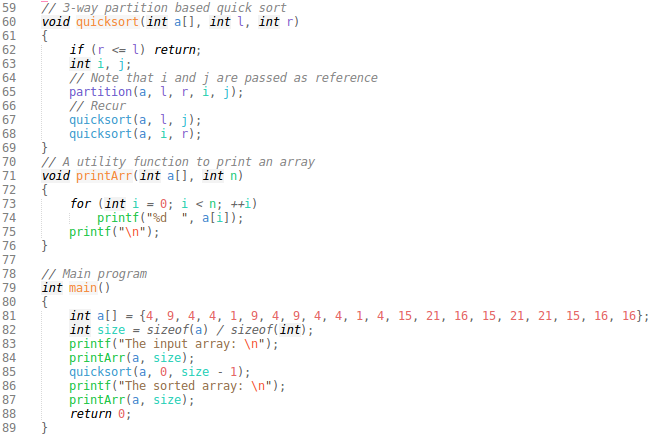 59 // 3-way partition based quick sort
60 void quicksort(int a[], int l, int r)
61 {
62     if (r <= l) return;
63     int i, j;
64     // Note that i and j are passed as reference
65     partition(a, l, r, i, j);
66     // Recur
67     quicksort(a, l, j);
68     quicksort(a, i, r);
69 }
70 // A utility function to print an array
71 void printArr(int a[], int n)
72 {
73     for (int i = 0; i < n; ++i)
74         printf("%d  ", a[i]);
75     printf("\n");
76 }
77
78 // Main program
79 int main()
80 {
81     int a[] = {4, 9, 4, 4, 1, 9, 4, 9, 4, 4, 1, 4, 15, 21, 16, 15, 21, 21, 15, 16, 16};
82     int size = sizeof(a) / sizeof(int);
83     printf("The input array: \n");
84     printArr(a, size);
85     quicksort(a, 0, size - 1);
86     printf("The sorted array: \n");
87     printArr(a, size);
88     return 0;
89 }